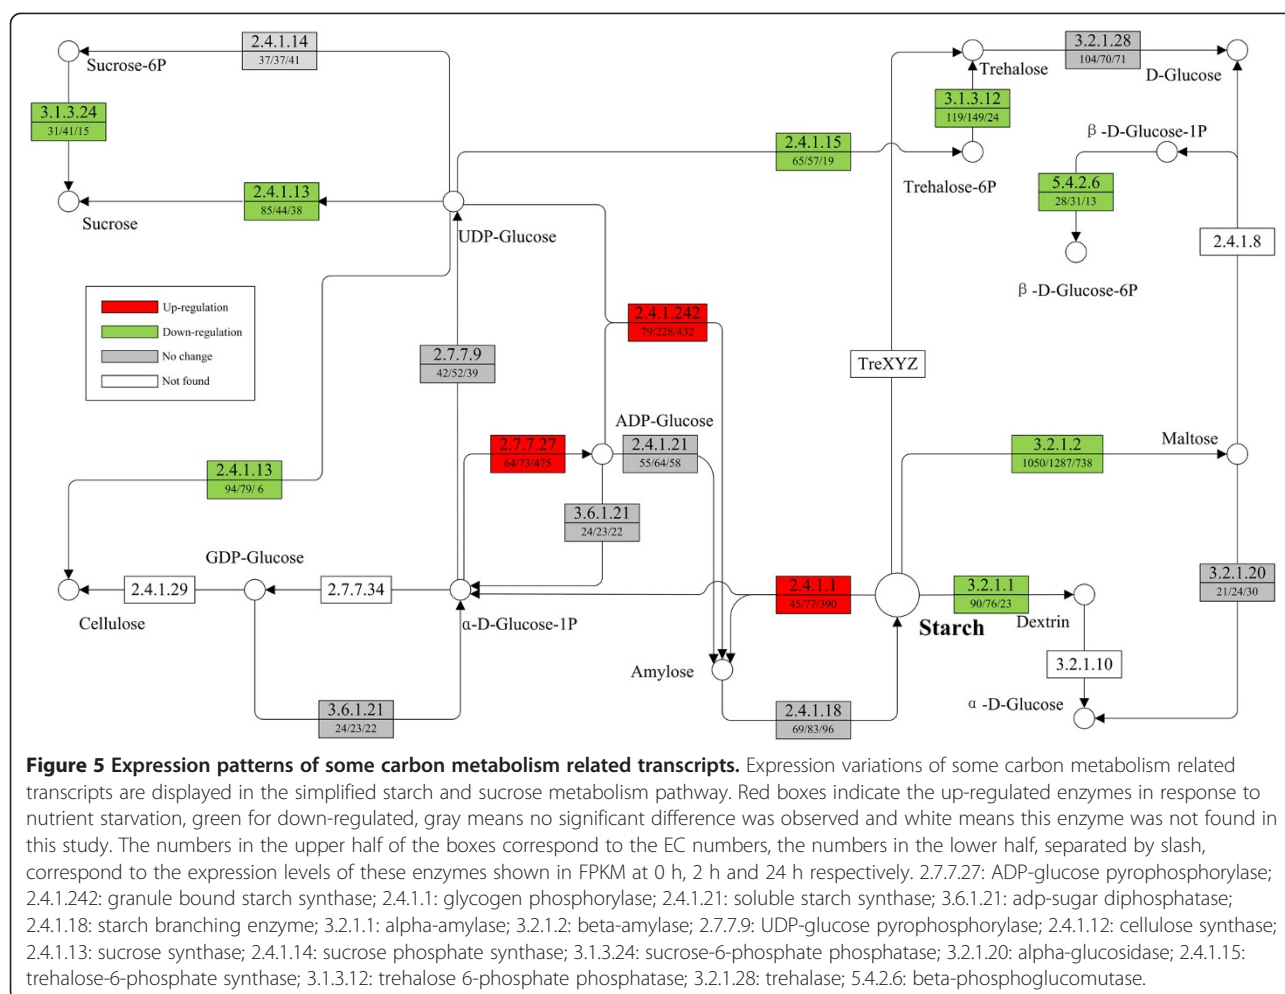 2.4.1.14
37/37/41
Sucrose-6P
3.1.3.24
31/41/15
2.4.1.13
85/44/38
Sucrose
UDP-Glucose
Trehalose
3.2.1.28
104/70/71
D-Glucose
3.1.3.12
119/149/24
2.4.1.15
65/57/19
Trehalose-6P
β-D-Glucose-1P
5.4.2.6
28/31/13
β-D-Glucose-6P
2.4.1.8
Up-regulation
Down-regulation
No change
Not found
2.4.1.242
79/228/432
2.7.7.9
42/52/39
TreXYZ
ADP-Glucose
2.7.7.27
64/73/475
2.4.1.21
55/64/58
3.2.1.2
1050/1287/738
Maltose
2.4.1.13
94/79/ 6
3.6.1.21
24/23/22
GDP-Glucose
2.4.1.29
2.7.7.34
Cellulose
α-D-Glucose-1P
2.4.1.1
45/77/390
Starch
3.2.1.1
90/76/23
Dextrin
3.2.1.20
21/24/30
3.2.1.10
Amylose
3.6.1.21
24/23/22
2.4.1.18
69/83/96
α-D-Glucose
Figure 5 Expression patterns of some carbon metabolism related transcripts. Expression variations of some carbon metabolism related
transcripts are displayed in the simplified starch and sucrose metabolism pathway. Red boxes indicate the up-regulated enzymes in response to
nutrient starvation, green for down-regulated, gray means no significant difference was observed and white means this enzyme was not found in
this study. The numbers in the upper half of the boxes correspond to the EC numbers, the numbers in the lower half, separated by slash,
correspond to the expression levels of these enzymes shown in FPKM at 0 h, 2 h and 24 h respectively. 2.7.7.27: ADP-glucose pyrophosphorylase;
2.4.1.242: granule bound starch synthase; 2.4.1.1: glycogen phosphorylase; 2.4.1.21: soluble starch synthase; 3.6.1.21: adp-sugar diphosphatase;
2.4.1.18: starch branching enzyme; 3.2.1.1: alpha-amylase; 3.2.1.2: beta-amylase; 2.7.7.9: UDP-glucose pyrophosphorylase; 2.4.1.12: cellulose synthase;
2.4.1.13: sucrose synthase; 2.4.1.14: sucrose phosphate synthase; 3.1.3.24: sucrose-6-phosphate phosphatase; 3.2.1.20: alpha-glucosidase; 2.4.1.15:
trehalose-6-phosphate synthase; 3.1.3.12: trehalose 6-phosphate phosphatase; 3.2.1.28: trehalase; 5.4.2.6: beta-phosphoglucomutase.